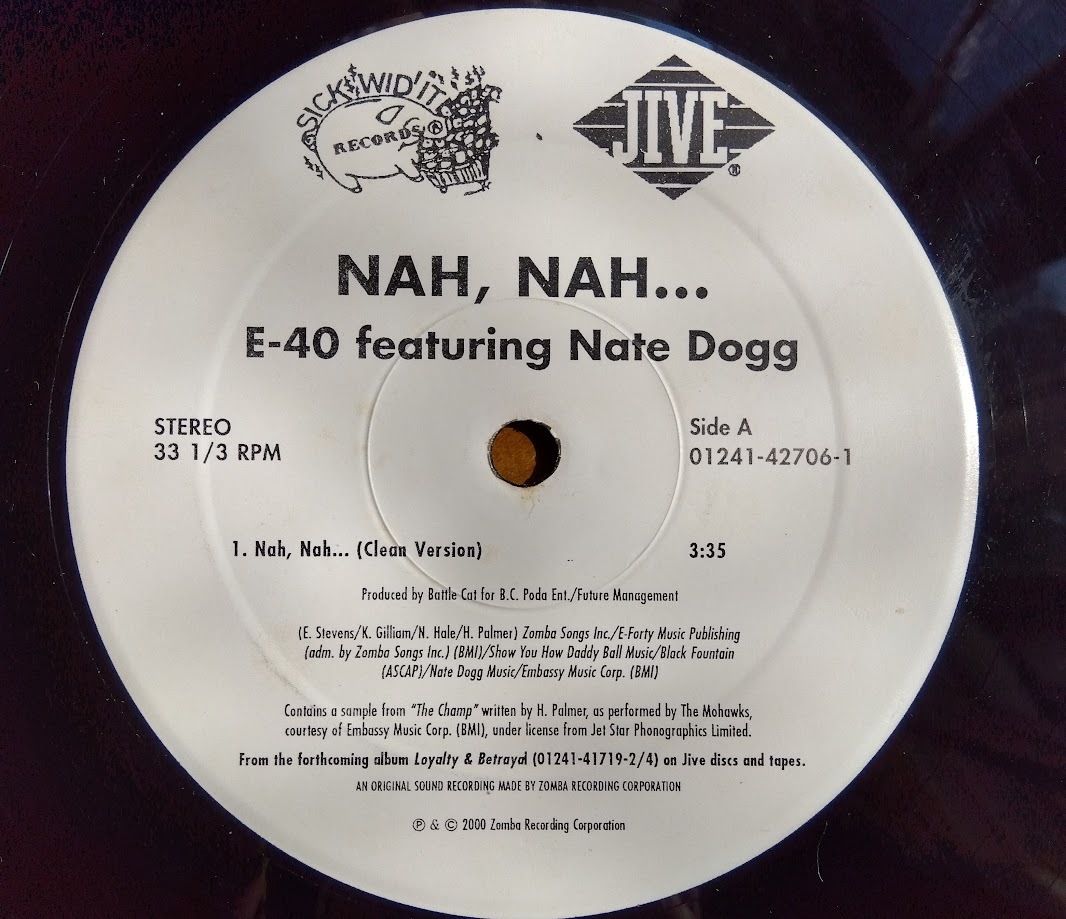 SICK WID' IT
RECORDS ®
JIVE ®
NAH, NAH...
E-40 featuring Nate Dogg
STEREO
33 1/3 RPM
Side A
01241-42706-1
1. Nah, Nah... (Clean Version) 3:35
Produced by Battle Cat for B.C. Poda Ent./Future Management
(E. Stevens/K. Gilliam/N. Hale/H. Palmer) Zomba Songs Inc./E-Forty Music Publishing
(adm. by Zomba Songs Inc.) (BMI)/Show You How Daddy Ball Music/Black Fountain
(ASCAP)/Nate Dogg Music/Embassy Music Corp. (BMI)
Contains a sample from "The Champ" written by H. Palmer, as performed by The Mohawks,
courtesy of Embassy Music Corp. (BMI), under license from Jet Star Phonographics Limited.
From the forthcoming album Loyalty & Betrayal (01241-41719-2/4) on Jive discs and tapes.
AN ORIGINAL SOUND RECORDING MADE BY ZOMBA RECORDING CORPORATION
℗ & © 2000 Zomba Recording Corporation